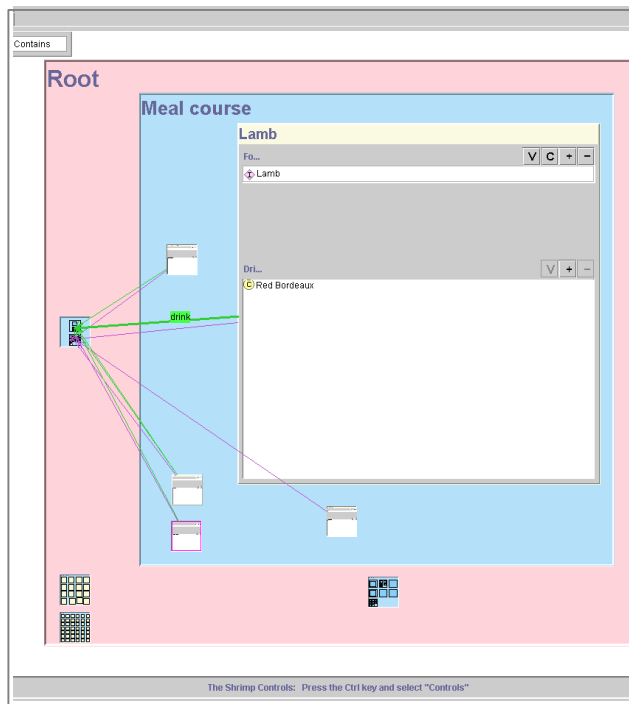 Contains
Root
Meal course
Lamb
Fo...
V C + −
I Lamb
Dri...
V + −
C Red Bordeaux
drink
The Shrimp Controls: Press the Ctrl key and select "Controls"